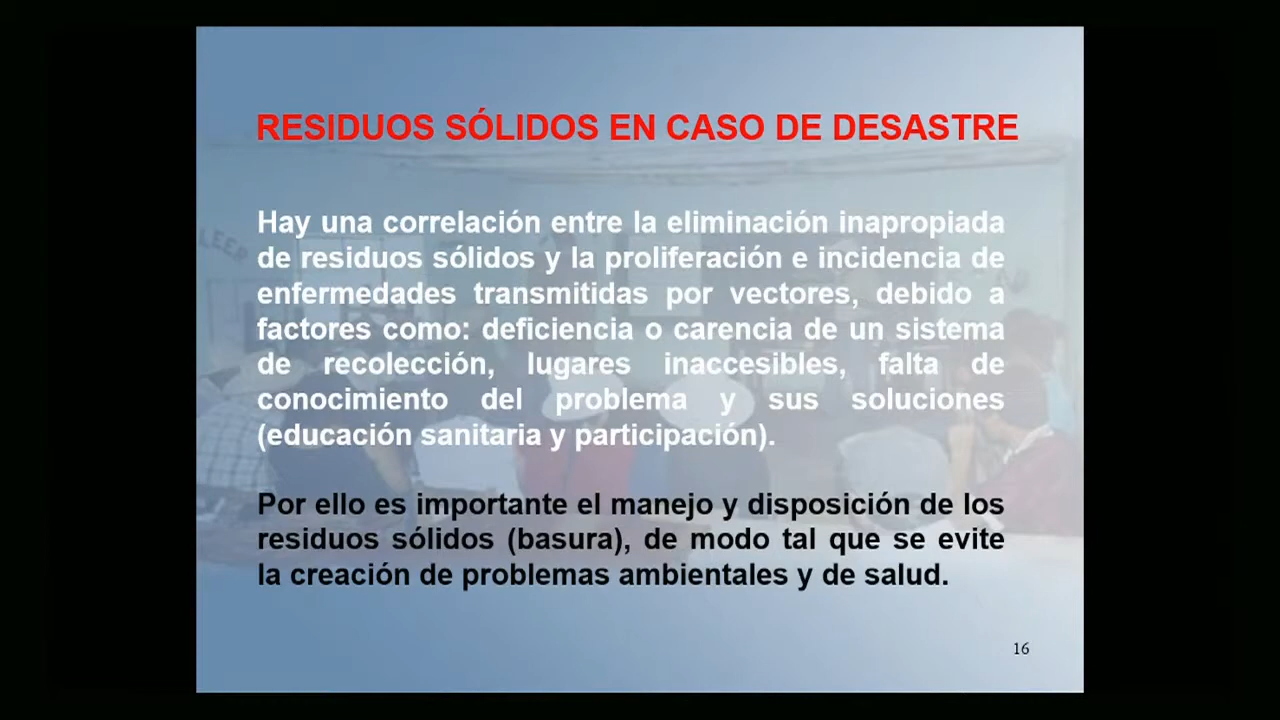 RESIDUOS SÓLIDOS EN CASO DE DESASTRE
Hay una correlación entre la eliminación inapropiada
de residuos sólidos y la proliferación e incidencia de
enfermedades transmitidas por vectores, debido a
factores como: deficiencia o carencia de un sistema
de recolección, lugares inaccesibles, falta de
conocimiento del problema y sus soluciones
(educación sanitaria y participación).
Por ello es importante el manejo y disposición de los
residuos sólidos (basura), de modo tal que se evite
la creación de problemas ambientales y de salud.
16